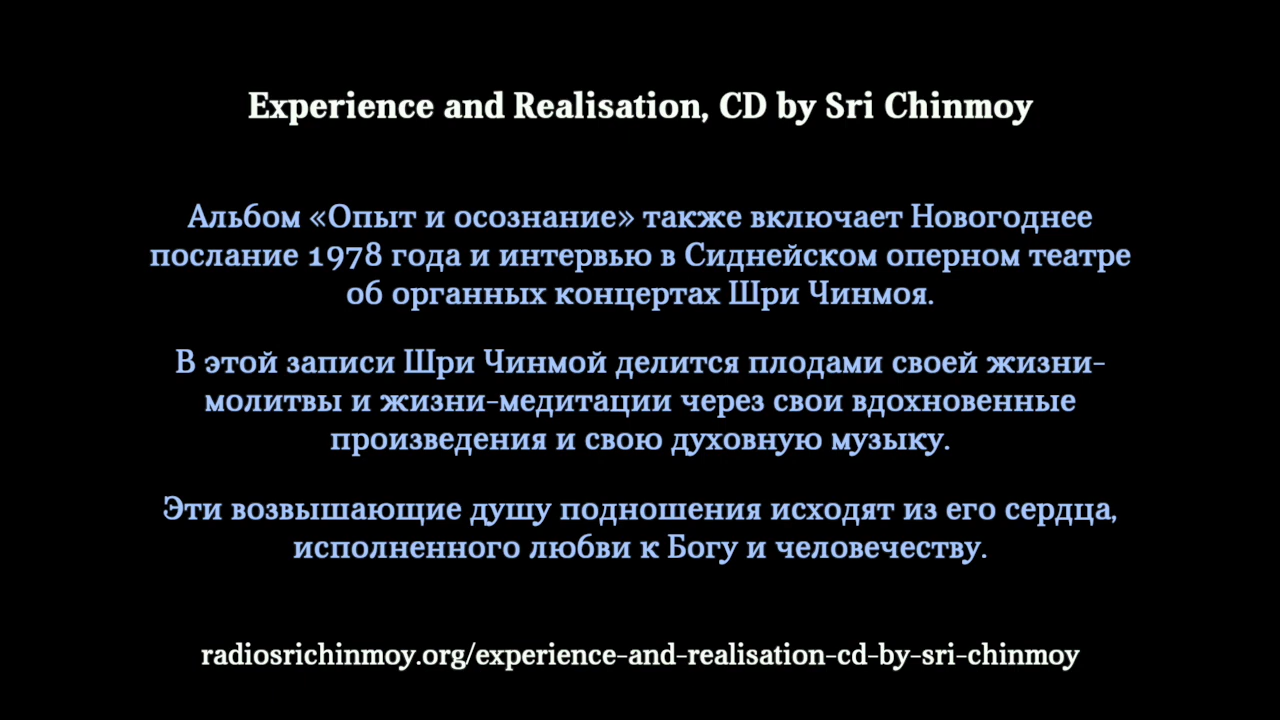 Experience and Realisation, CD by Sri Chinmoy
Альбом «Опыт и осознание» также включает Новогоднее
послание 1978 года и интервью в Сиднейском оперном театре
об органных концертах Шри Чинмоя.
В этой записи Шри Чинмой делится плодами своей жизни-
молитвы и жизни-медитации через свои вдохновенные
произведения и свою духовную музыку.
Эти возвышающие душу подношения исходят из его сердца,
исполненного любви к Богу и человечеству.
radiosrichinmoy.org/experience-and-realisation-cd-by-sri-chinmoy